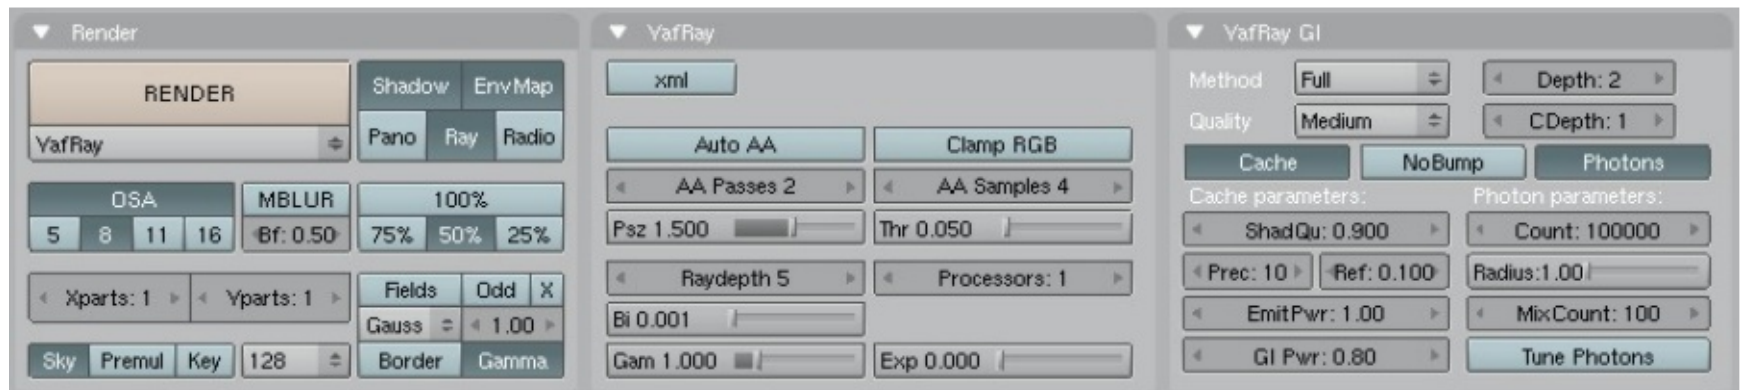 Render
RENDER
YafRay
Shadow EnvMap
Pano Ray Radio
OSA
5 8 11 16
MBLUR
Bf: 0.50
100%
75% 50% 25%
Xparts: 1 Yparts: 1
Fields Odd X
Gauss 1.00
Sky Premul Key 128
Border Gamma
YafRay
xml
Auto AA Clamp RGB
AA Passes 2 AA Samples 4
Psz 1.500 Thr 0.050
Raydepth 5 Processors: 1
Bi 0.001
Gam 1.000 Exp 0.000
YafRay GI
Method Full Depth: 2
Quality Medium CDepth: 1
Cache NoBump Photons
Cache parameters: Photon parameters:
ShadQu: 0.900 Count: 100000
Prec: 10 Ref: 0.100 Radius:1.00
EmitPwr: 1.00 MixCount: 100
GI Pwr: 0.80 Tune Photons